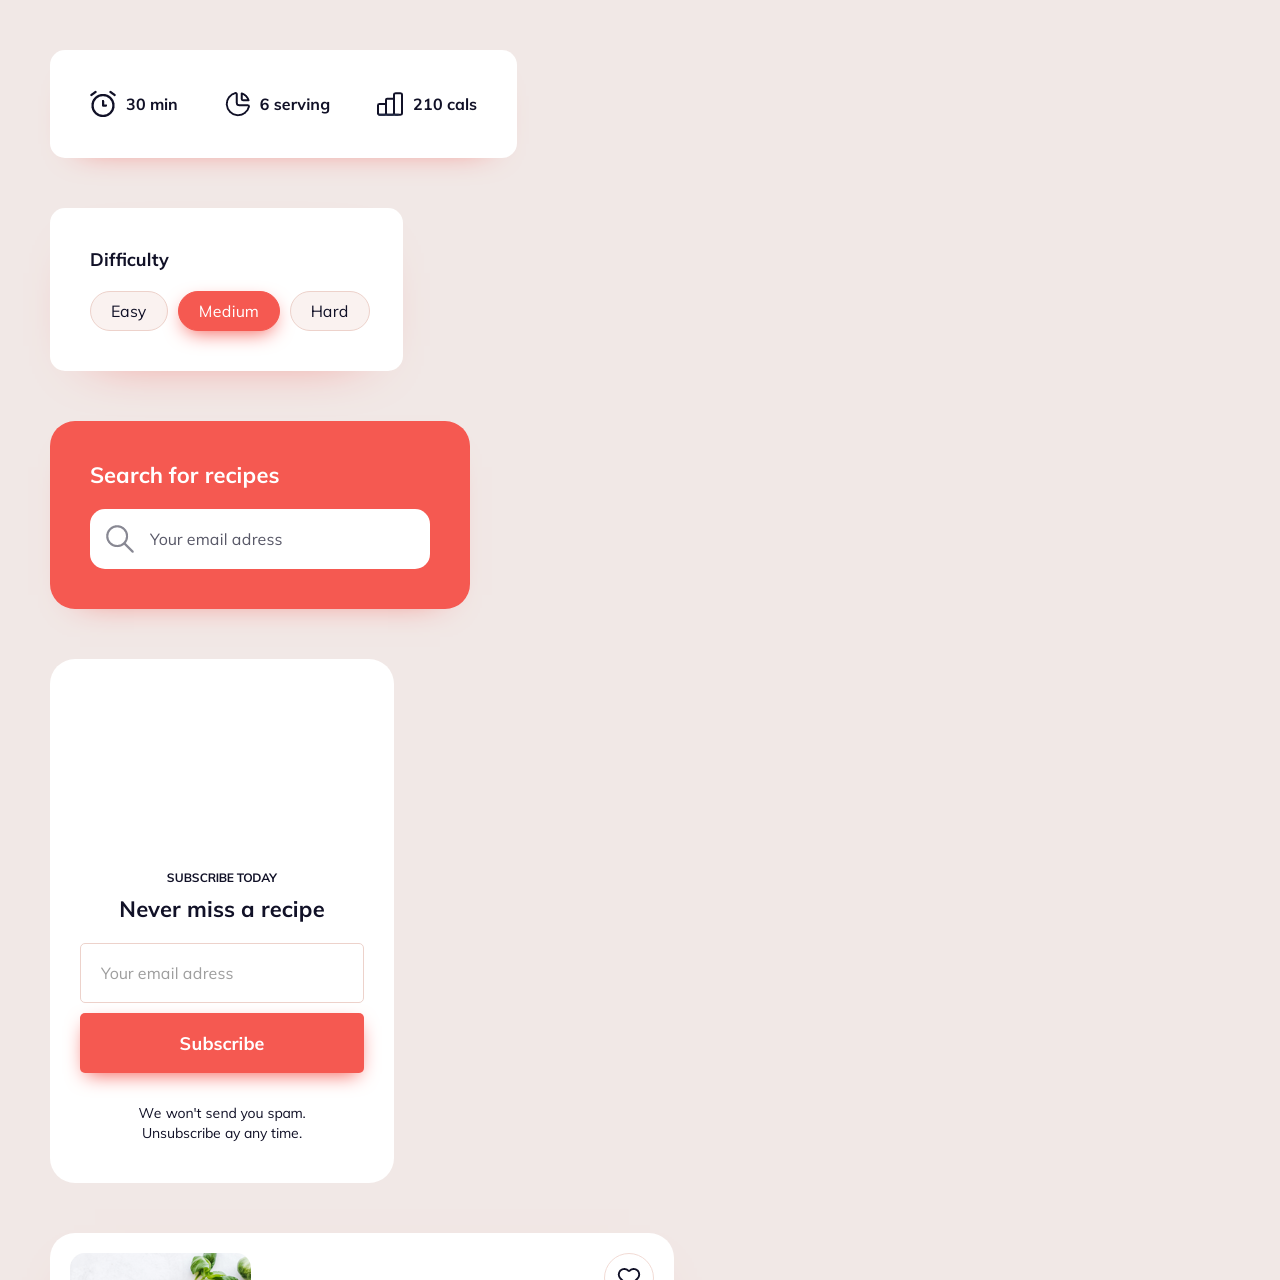 30 min 6 serving 210 cals
Difficulty
Easy Medium Hard
Search for recipes
Your email adress
SUBSCRIBE TODAY
Never miss a recipe
Your email adress
Subscribe
We won't send you spam.
Unsubscribe ay any time.